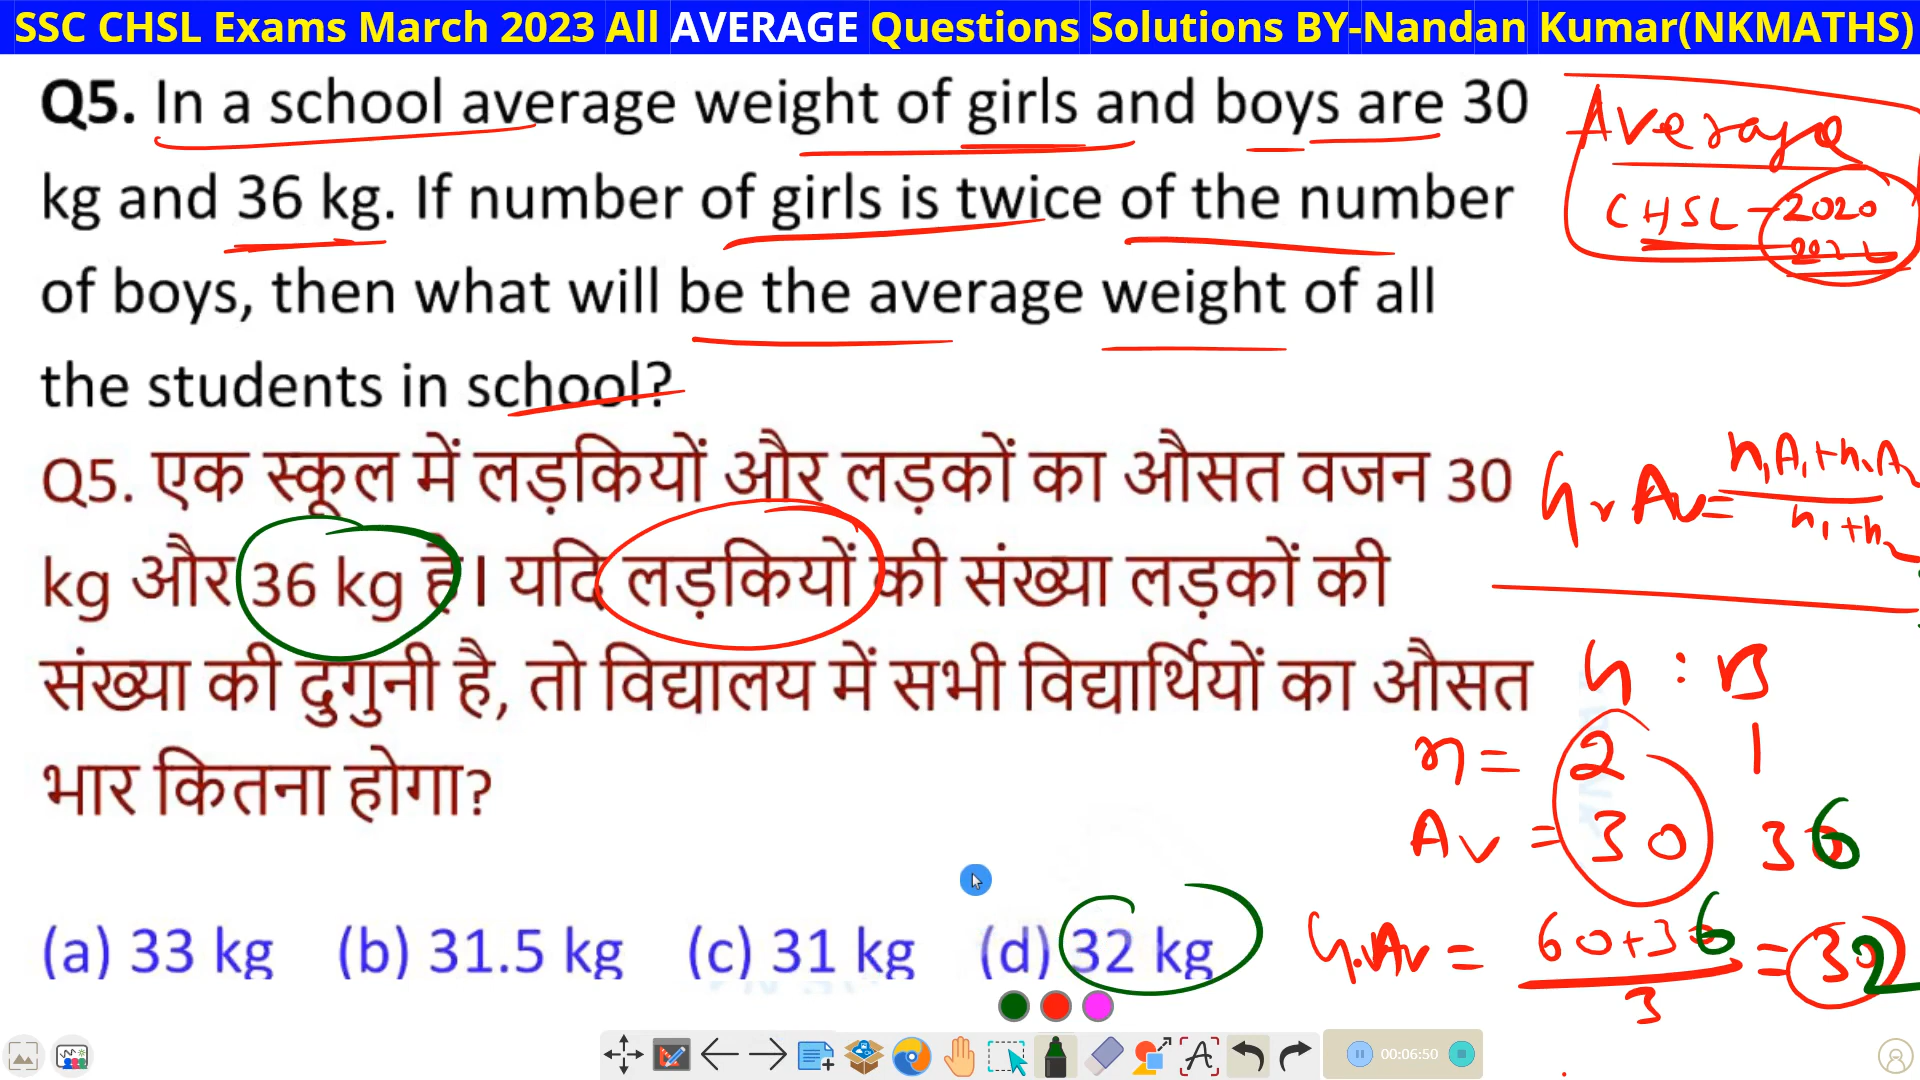 SSC CHSL Exams March 2023 All AVERAGE Questions Solutions BY-Nandan Kumar(NKMATHS)
Q5. In a school average weight of girls and boys are 30
kg and 36 kg. If number of girls is twice of the number
of boys, then what will be the average weight of all
the students in school?
Q5. एक स्कूल में लड़कियों और लड़कों का औसत वजन 30
kg और 36 kg है। यदि लड़कियों की संख्या लड़कों की
संख्या की दुगुनी है, तो विद्यालय में सभी विद्यार्थियों का औसत
भार कितना होगा?
(a) 33 kg (b) 31.5 kg (c) 31 kg (d) 32 kg
Average
CHSL - 2020
G : B
n = 2 1
Av = 30 36
G.Av = 60+36 = 32
3
00:06:50